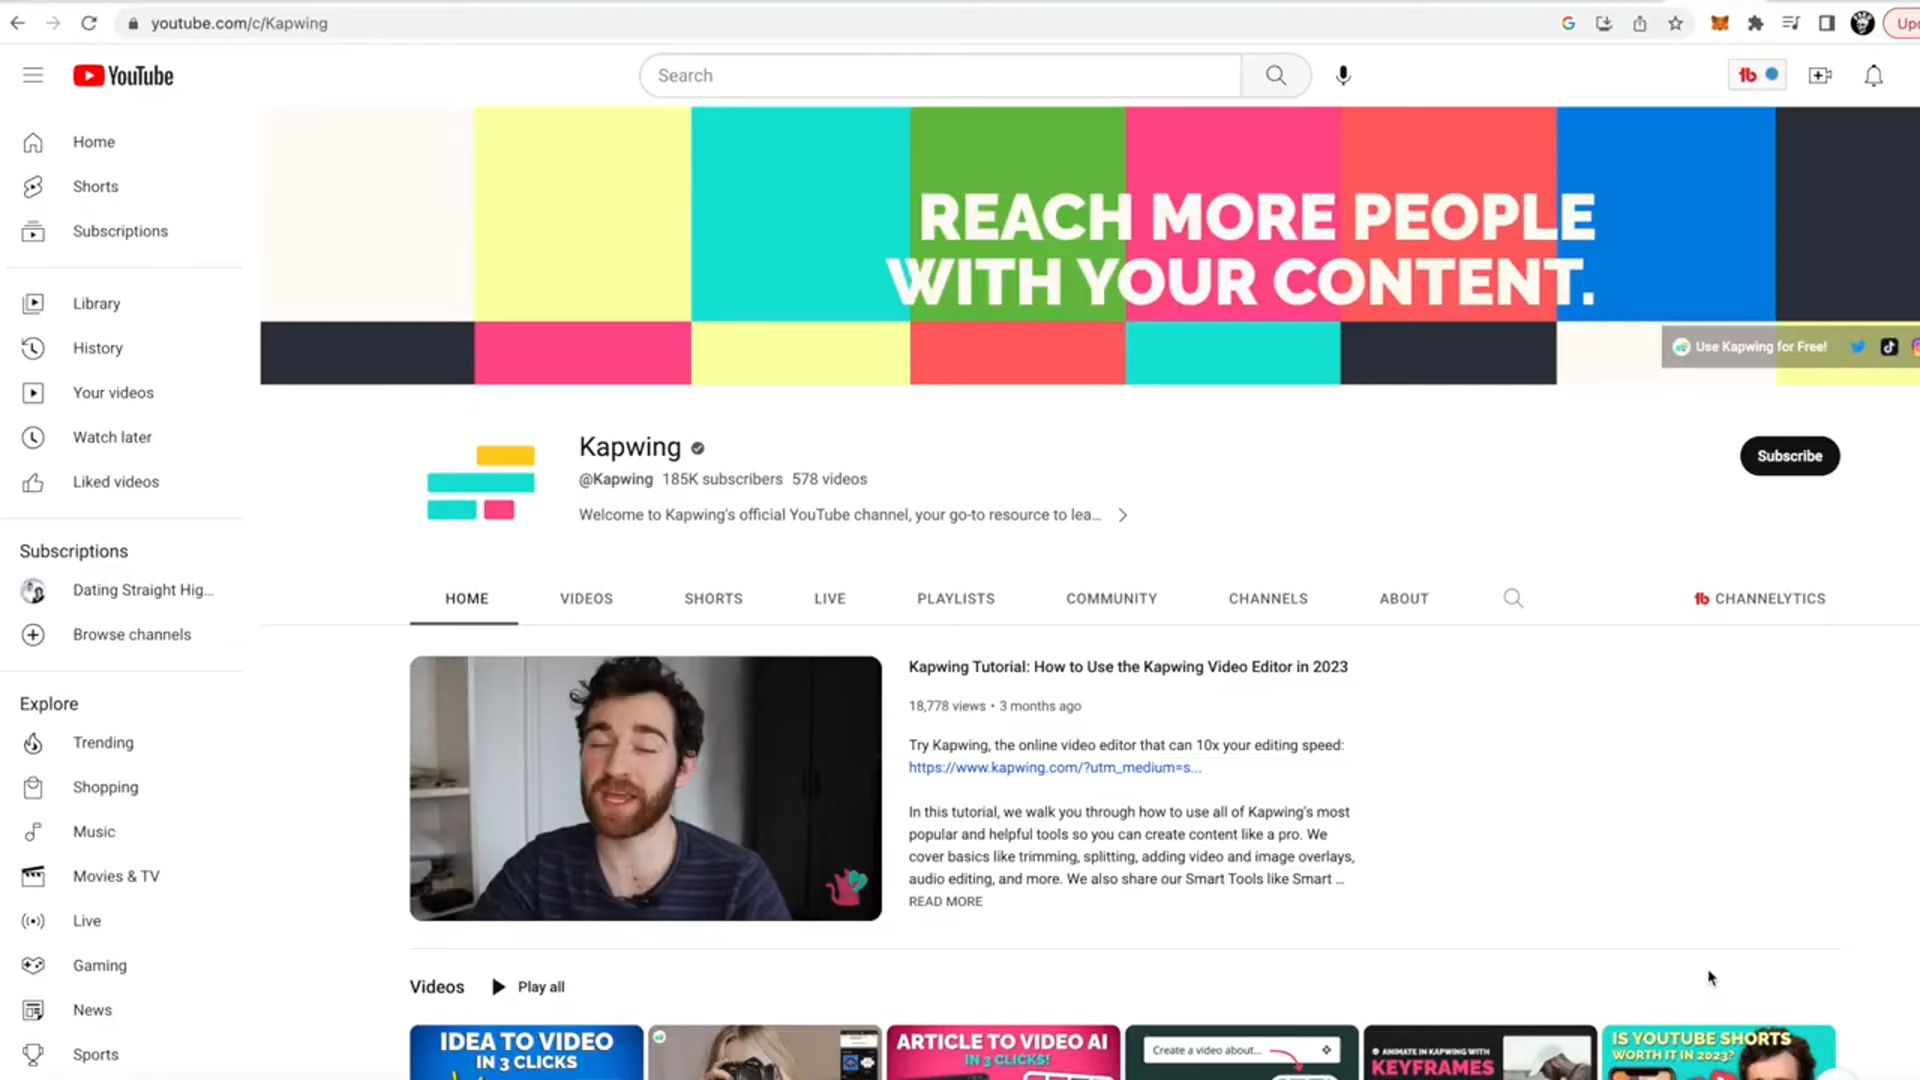 youtube.com/c/Kapwing
YouTube
Search
Home
Shorts
Subscriptions
Library
History
Your videos
Watch later
Liked videos
Subscriptions
Dating Straight Hig...
Browse channels
Explore
Trending
Shopping
Music
Movies & TV
Live
Gaming
News
Sports
REACH MORE PEOPLE
WITH YOUR CONTENT.
Use Kapwing for Free!
Kapwing
@Kapwing 185K subscribers 578 videos
Welcome to Kapwing's official YouTube channel, your go-to resource to lea...
Subscribe
HOME VIDEOS SHORTS LIVE PLAYLISTS COMMUNITY CHANNELS ABOUT CHANNELYTICS
Kapwing Tutorial: How to Use the Kapwing Video Editor in 2023
18,778 views • 3 months ago
Try Kapwing, the online video editor that can 10x your editing speed:
https://www.kapwing.com/?utm_medium=s...
In this tutorial, we walk you through how to use all of Kapwing's most
popular and helpful tools so you can create content like a pro. We
cover basics like trimming, splitting, adding video and image overlays,
audio editing, and more. We also share our Smart Tools like Smart ...
READ MORE
Videos Play all
IDEA TO VIDEO
IN 3 CLICKS
ARTICLE TO VIDEO AI
IN 3 CLICKS!
Create a video about...
ANIMATE IN KAPWING WITH
KEYFRAMES
IS YOUTUBE SHORTS
WORTH IT IN 2023?